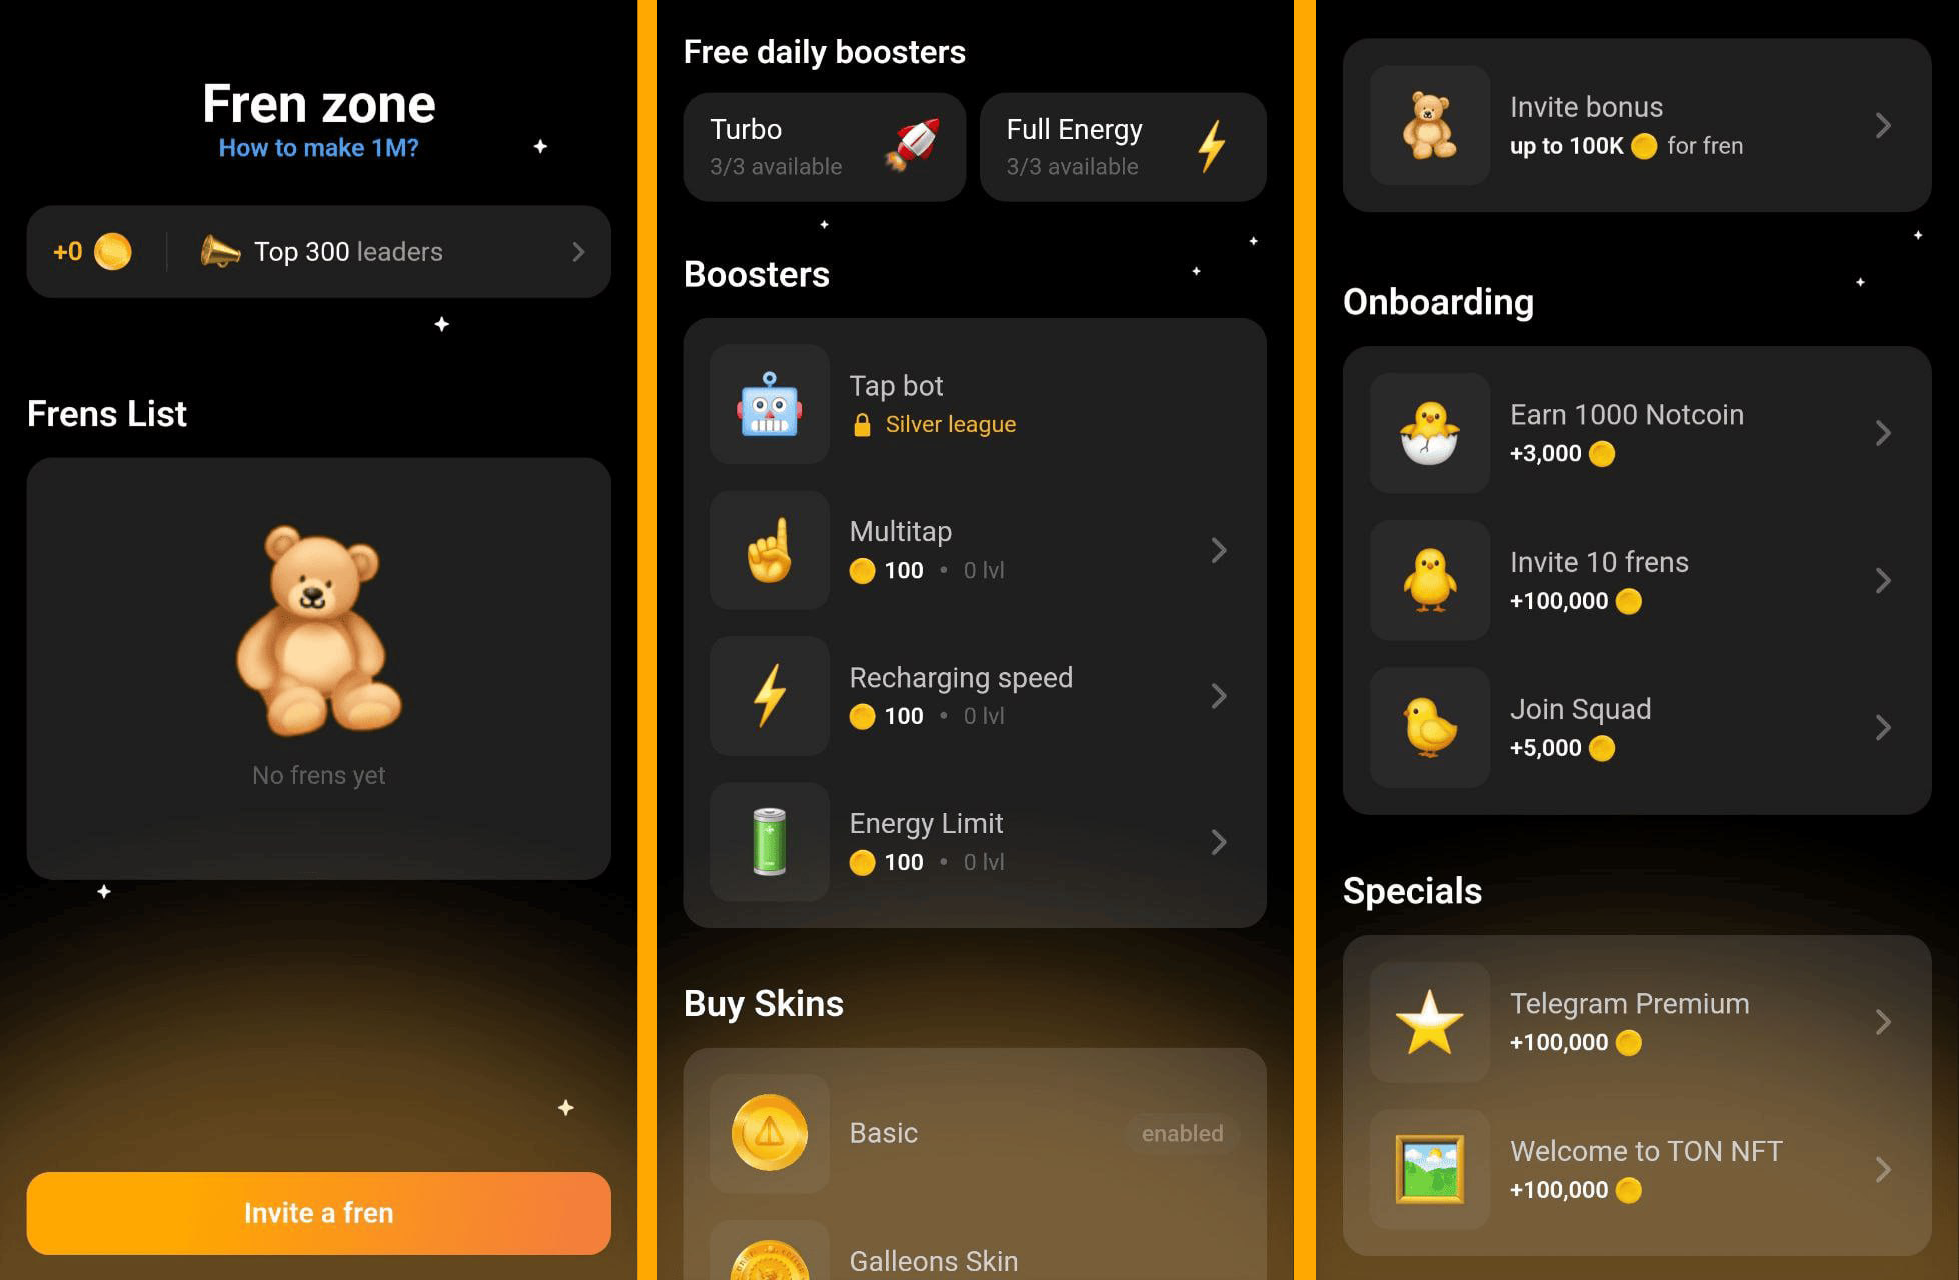 Fren zone
How to make 1M?
+0
Top 300 leaders
Frens List
No frens yet
Invite a fren
Free daily boosters
Turbo
3/3 available
Full Energy
3/3 available
Boosters
Tap bot
Silver league
Multitap
100 • 0 lvl
Recharging speed
100 • 0 lvl
Energy Limit
100 • 0 lvl
Buy Skins
Basic
enabled
Galleons Skin
Invite bonus
up to 100K for fren
Onboarding
Earn 1000 Notcoin
+3,000
Invite 10 frens
+100,000
Join Squad
+5,000
Specials
Telegram Premium
+100,000
Welcome to TON NFT
+100,000